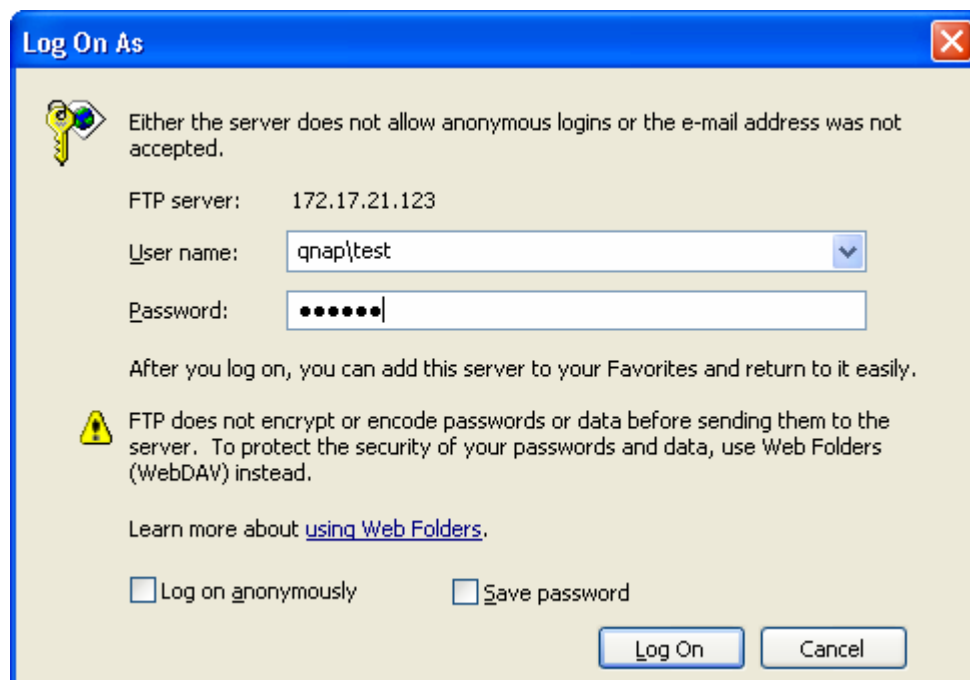 Log On As
Either the server does not allow anonymous logins or the e-mail address was not
accepted.
FTP server: 172.17.21.123
User name: qnap\test
Password: ●●●●●●
After you log on, you can add this server to your Favorites and return to it easily.
FTP does not encrypt or encode passwords or data before sending them to the
server. To protect the security of your passwords and data, use Web Folders
(WebDAV) instead.
Learn more about using Web Folders.
Log on anonymously Save password
Log On Cancel